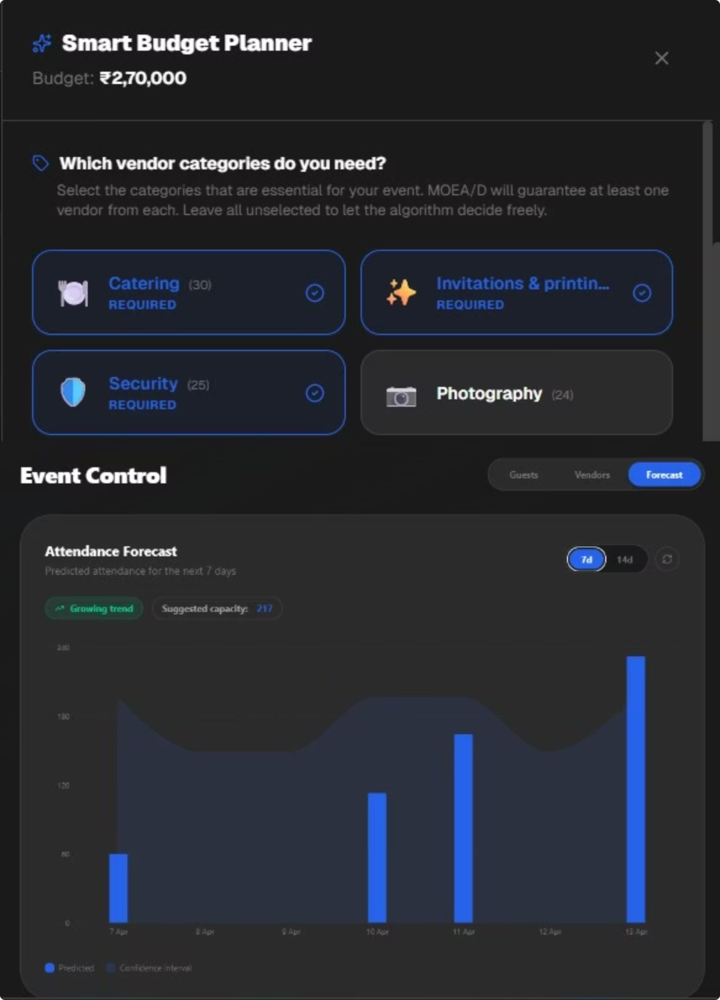 Smart Budget Planner
Budget: ₹2,70,000
Which vendor categories do you need?
Select the categories that are essential for your event. MOEA/D will guarantee at least one
vendor from each. Leave all unselected to let the algorithm decide freely.
Catering (30)
REQUIRED
Invitations & printin...
REQUIRED
Security (25)
REQUIRED
Photography (24)
Event Control
Guests Vendors Forecast
Attendance Forecast
Predicted attendance for the next 7 days
7d 14d
Growing trend
Suggested capacity: 217
240
180
120
60
0
7 Apr 8 Apr 9 Apr 10 Apr 11 Apr 12 Apr 13 Apr
Predicted Confidence interval